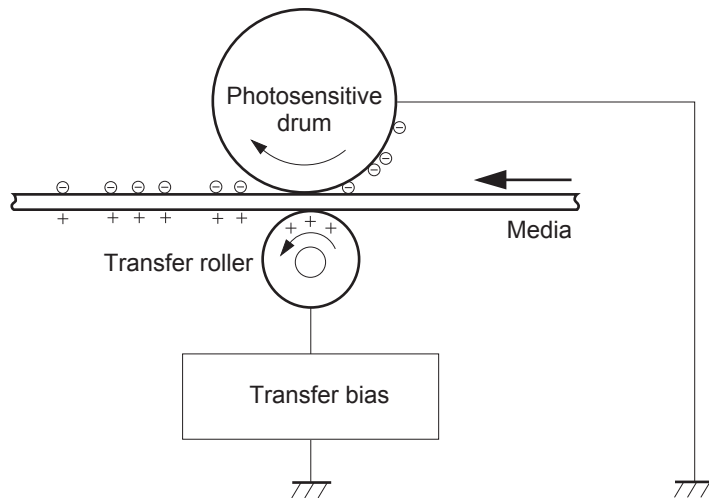 Photosensitive
drum
Media
Transfer roller
Transfer bias